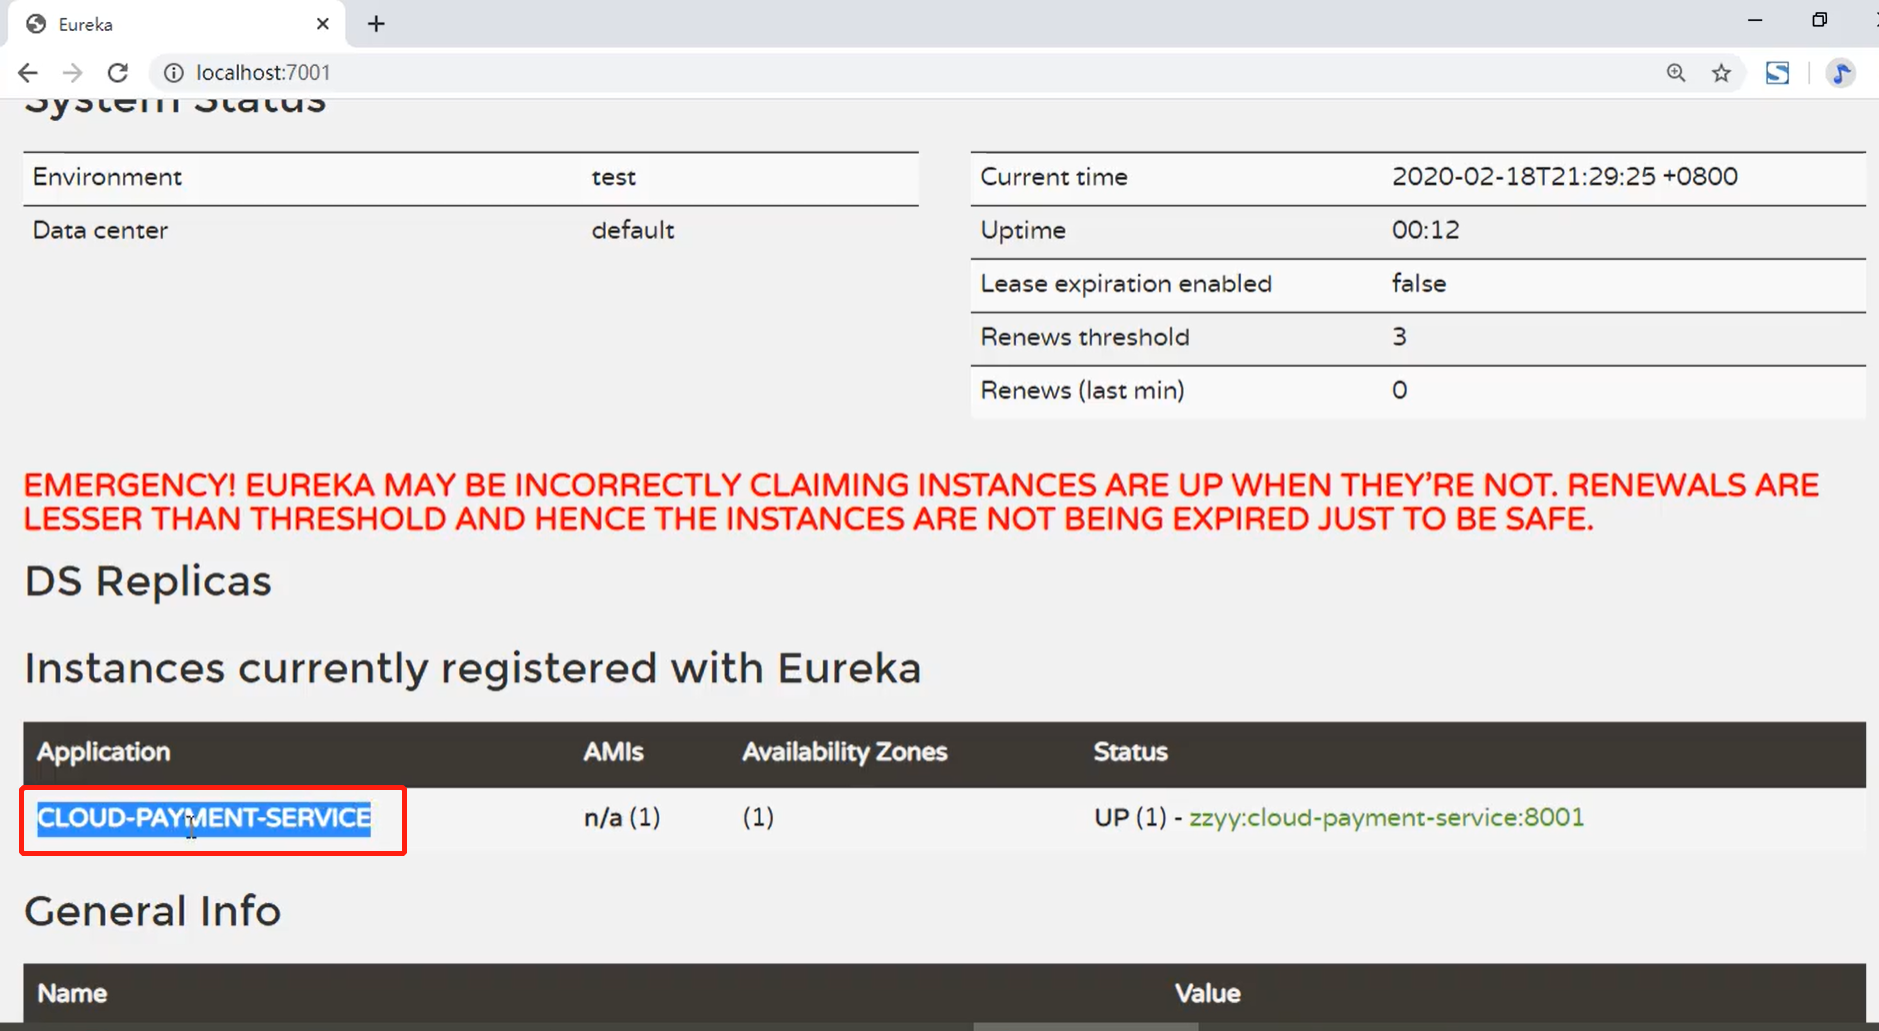 Eureka
localhost:7001
System Status
Environment test
Data center default
Current time 2020-02-18T21:29:25 +0800
Uptime 00:12
Lease expiration enabled false
Renews threshold 3
Renews (last min) 0
EMERGENCY! EUREKA MAY BE INCORRECTLY CLAIMING INSTANCES ARE UP WHEN THEY'RE NOT. RENEWALS ARE
LESSER THAN THRESHOLD AND HENCE THE INSTANCES ARE NOT BEING EXPIRED JUST TO BE SAFE.
DS Replicas
Instances currently registered with Eureka
Application AMIs Availability Zones Status
CLOUD-PAYMENT-SERVICE n/a (1) (1) UP (1) - zzyy:cloud-payment-service:8001
General Info
Name Value